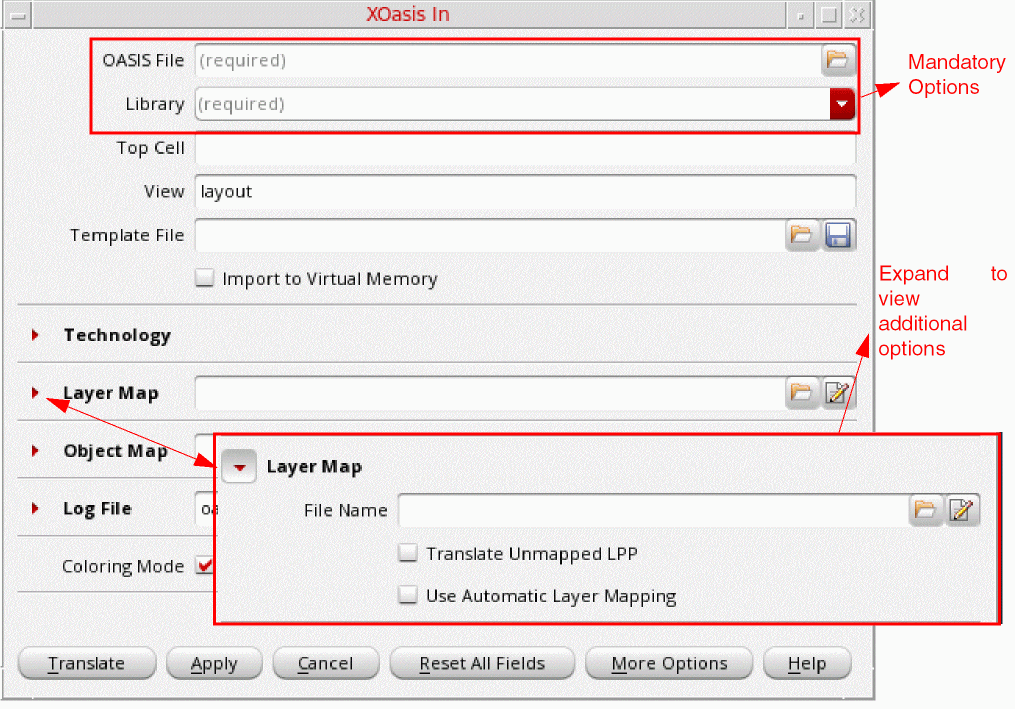 XOasis In
OASIS File (required)
Library (required)
Mandatory
Options
Top Cell
View layout
Template File
Import to Virtual Memory
Expand to
view
additional
options
Technology
Layer Map
Object Map
Layer Map
Log File oa
File Name
Translate Unmapped LPP
Coloring Mode
Use Automatic Layer Mapping
Translate Apply Cancel Reset All Fields More Options Help